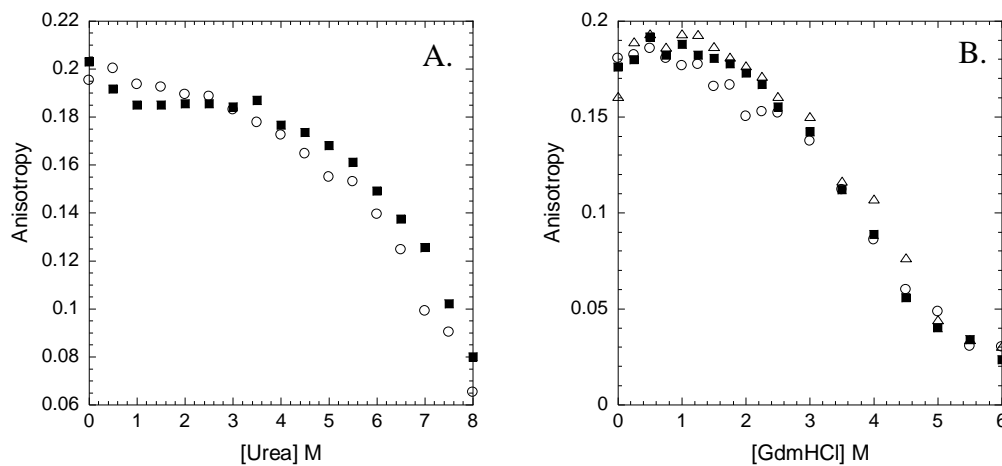 A.
0.22
0.2
0.18
0.16
0.14
0.12
0.1
0.08
0.06
Anisotropy
0 1 2 3 4 5 6 7 8
[Urea] M
B.
0.2
0.15
0.1
0.05
0
Anisotropy
0 1 2 3 4 5 6
[GdmHCl] M